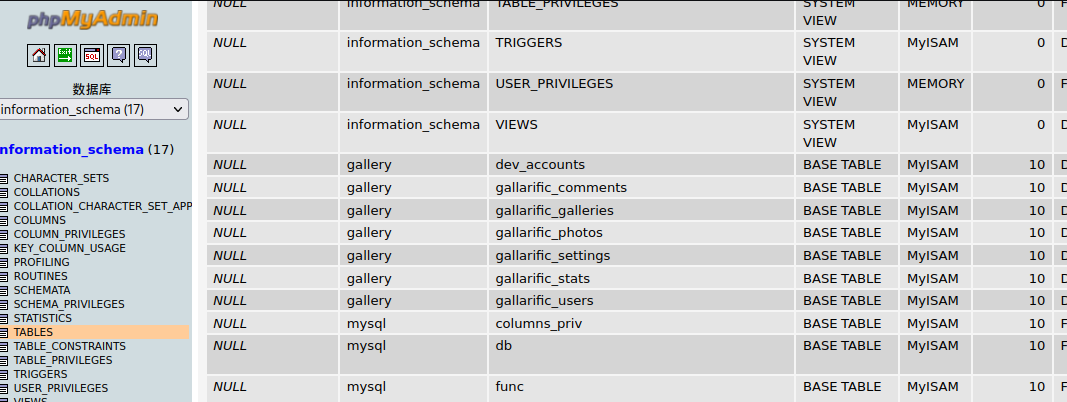 phpMyAdmin
数据库
information_schema (17)
nformation_schema (17)
CHARACTER_SETS
COLLATIONS
COLLATION_CHARACTER_SET_APP
COLUMNS
COLUMN_PRIVILEGES
KEY_COLUMN_USAGE
PROFILING
ROUTINES
SCHEMATA
SCHEMA_PRIVILEGES
STATISTICS
TABLES
TABLE_CONSTRAINTS
TABLE_PRIVILEGES
TRIGGERS
USER_PRIVILEGES
VIEWS
NULL information_schema TABLE_PRIVILEGES SYSTEM VIEW MEMORY 0 F
NULL information_schema TRIGGERS SYSTEM VIEW MyISAM 0 D
NULL information_schema USER_PRIVILEGES SYSTEM VIEW MEMORY 0 F
NULL information_schema VIEWS SYSTEM VIEW MyISAM 0 D
NULL gallery dev_accounts BASE TABLE MyISAM 10 D
NULL gallery gallarific_comments BASE TABLE MyISAM 10 D
NULL gallery gallarific_galleries BASE TABLE MyISAM 10 D
NULL gallery gallarific_photos BASE TABLE MyISAM 10 D
NULL gallery gallarific_settings BASE TABLE MyISAM 10 D
NULL gallery gallarific_stats BASE TABLE MyISAM 10 D
NULL gallery gallarific_users BASE TABLE MyISAM 10 D
NULL mysql columns_priv BASE TABLE MyISAM 10 F
NULL mysql db BASE TABLE MyISAM 10 F
NULL mysql func BASE TABLE MyISAM 10 F